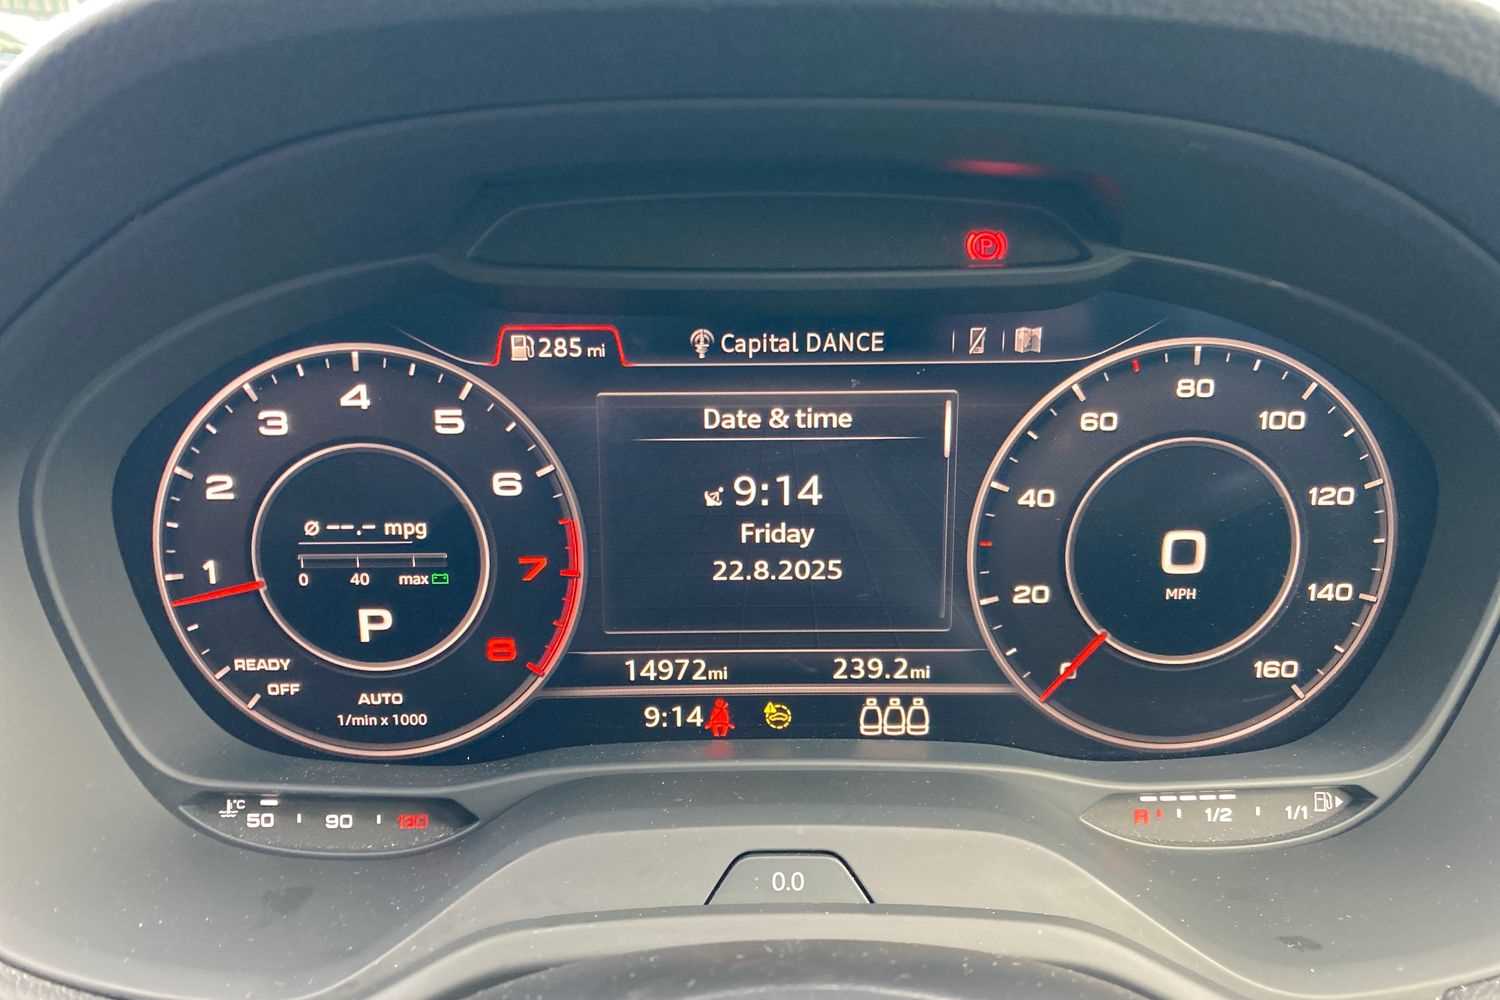 P
285 mi
Capital DANCE
Date & time
9:14
Friday
22.8.2025
14972mi
239.2mi
9:14
1
2
3
4
5
6
7
8
--.- mpg
0 40 max
P
READY
OFF
AUTO
1/min x 1000
0
20
40
60
80
100
120
140
160
0
MPH
°C
50 90 130
R 1/2 1/1
0.0